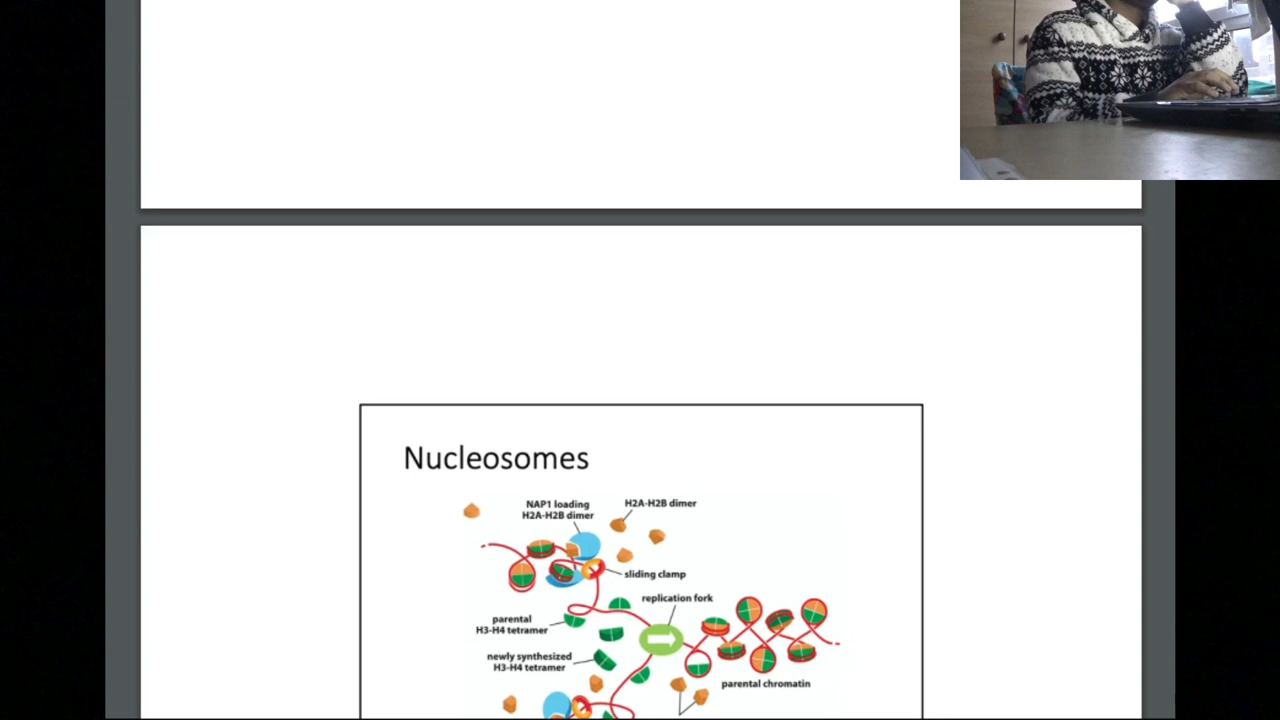 Nucleosomes
NAP1 loading
H2A-H2B dimer
H2A-H2B dimer
sliding clamp
replication fork
parental
H3-H4 tetramer
newly synthesized
H3-H4 tetramer
parental chromatin